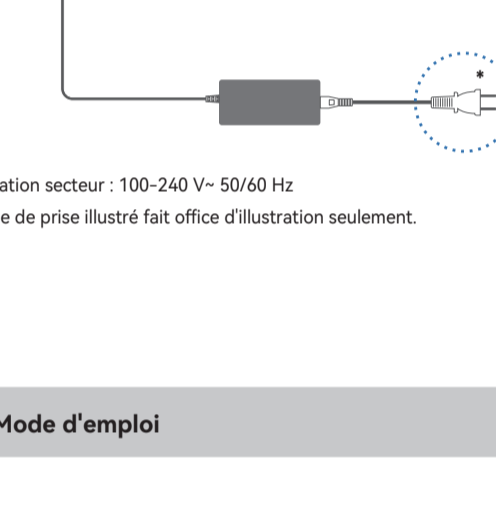 *
ation secteur : 100-240 V~ 50/60 Hz
e de prise illustré fait office d'illustration seulement.
Mode d'emploi